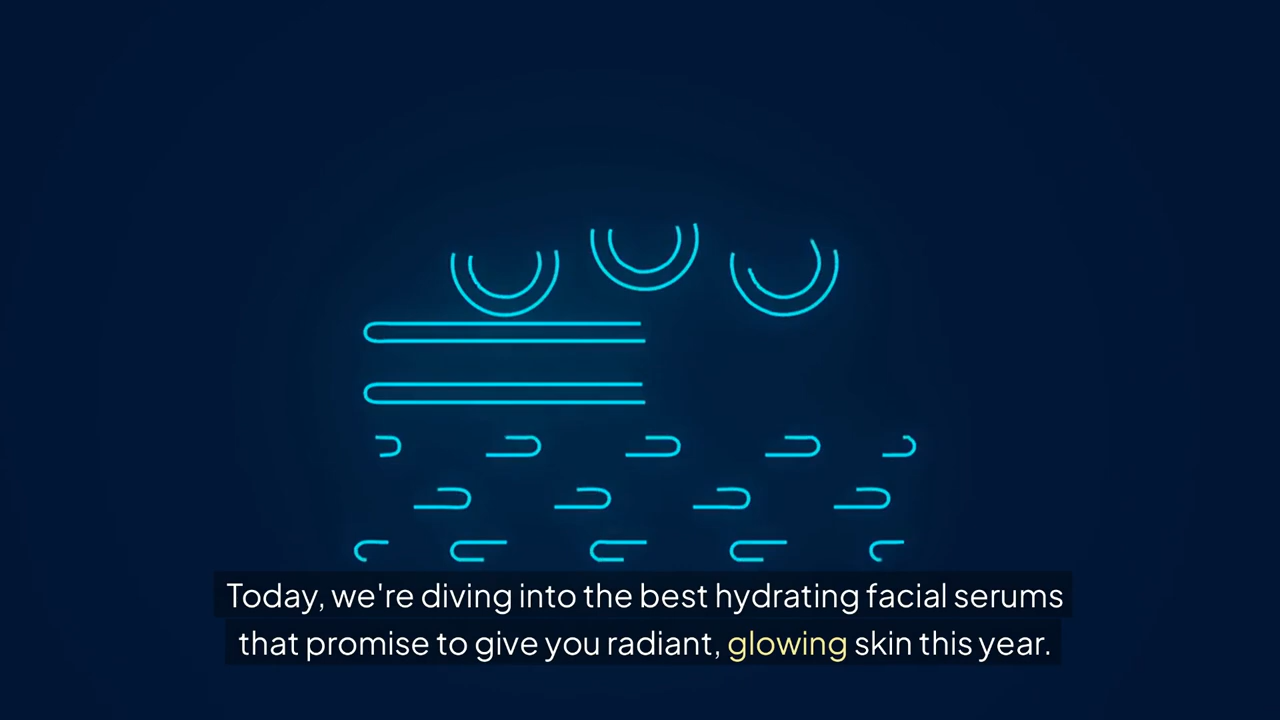 Today, we're diving into the best hydrating facial serums
that promise to give you radiant, glowing skin this year.